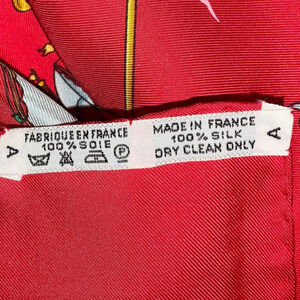 A
FABRIQUE EN FRANCE
100% SOIE
P
MADE IN FRANCE
100% SILK
DRY CLEAN ONLY
A